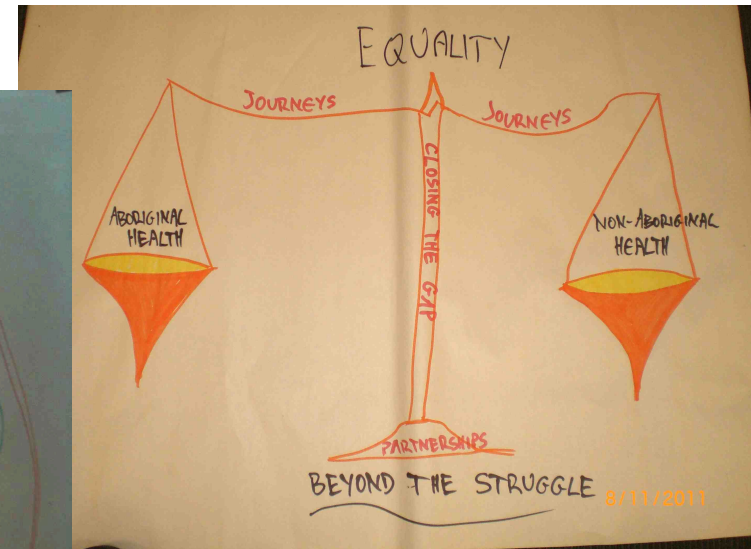 EQUALITY
JOURNEYS
JOURNEYS
CLOSING THE GAP
ABORIGINAL
HEALTH
NON-ABORIGINAL
HEALTH
PARTNERSHIPS
BEYOND THE STRUGGLE
8/11/2011